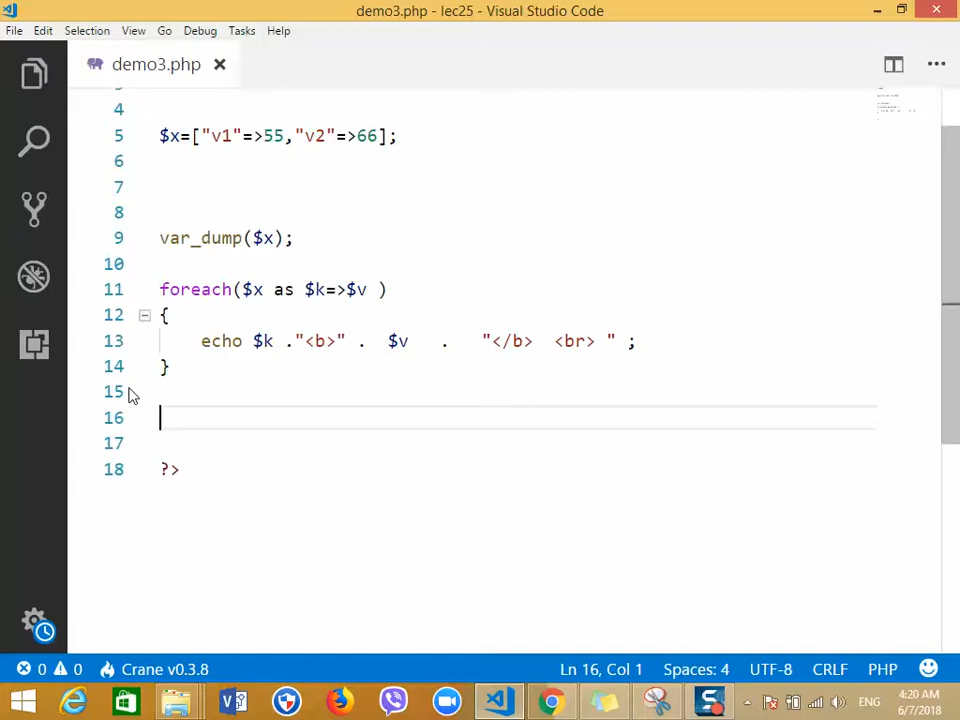 demo3.php - lec25 - Visual Studio Code
File Edit Selection View Go Debug Tasks Help
demo3.php
4
5 $x=["v1"=>55,"v2"=>66];
6
7
8
9 var_dump($x);
10
11 foreach($x as $k=>$v )
12 {
13 echo $k ."<b>" . $v . "</b> <br> " ;
14 }
15
16
17
18 ?>
0 0 Crane v0.3.8 Ln 16, Col 1 Spaces: 4 UTF-8 CRLF PHP
ENG 4:20 AM
6/7/2018